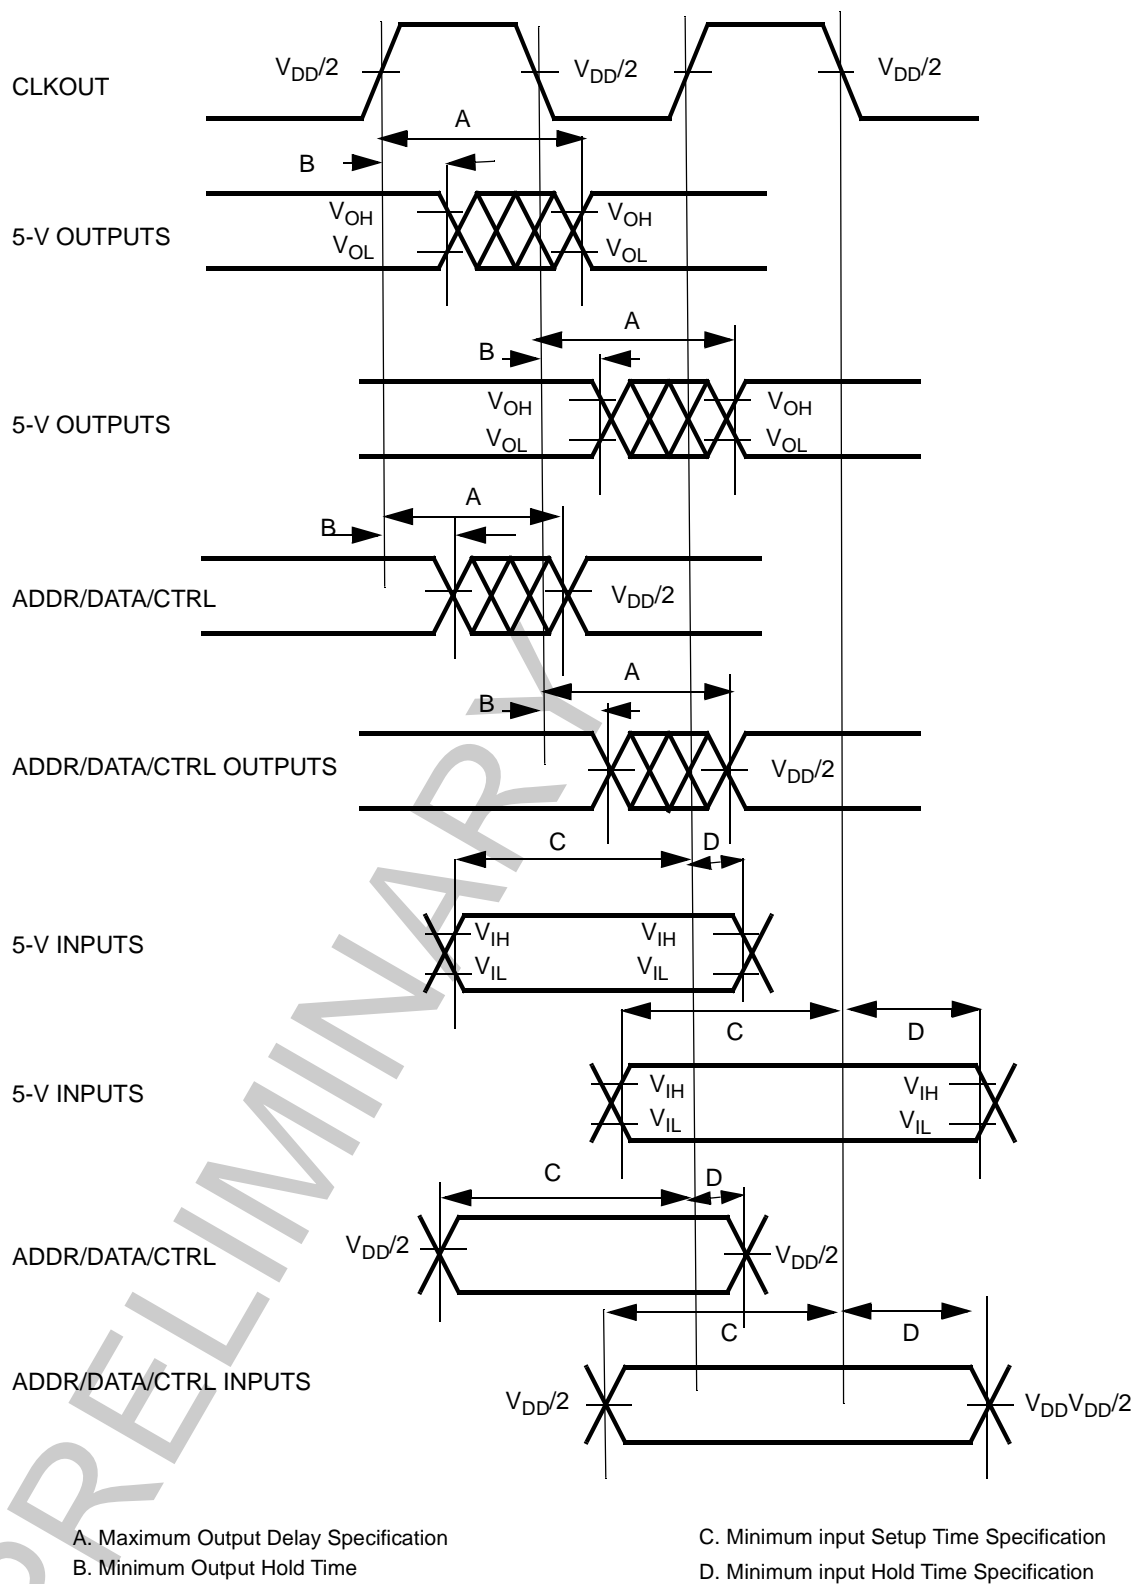 VDD/2 VDD/2 VDD/2
CLKOUT
A
B
VOH VOH
5-V OUTPUTS
VOL VOL
A
B
VOH VOH
5-V OUTPUTS
VOL VOL
A
B
ADDR/DATA/CTRL VDD/2
A
B
ADDR/DATA/CTRL OUTPUTS VDD/2
C D
VIH VIH
5-V INPUTS
VIL VIL
C D
VIH VIH
5-V INPUTS
VIL VIL
C D
ADDR/DATA/CTRL VDD/2 VDD/2
C D
ADDR/DATA/CTRL INPUTS VDD/2 VDDVDD/2
A. Maximum Output Delay Specification C. Minimum input Setup Time Specification
B. Minimum Output Hold Time D. Minimum input Hold Time Specification
PRELIMINARY